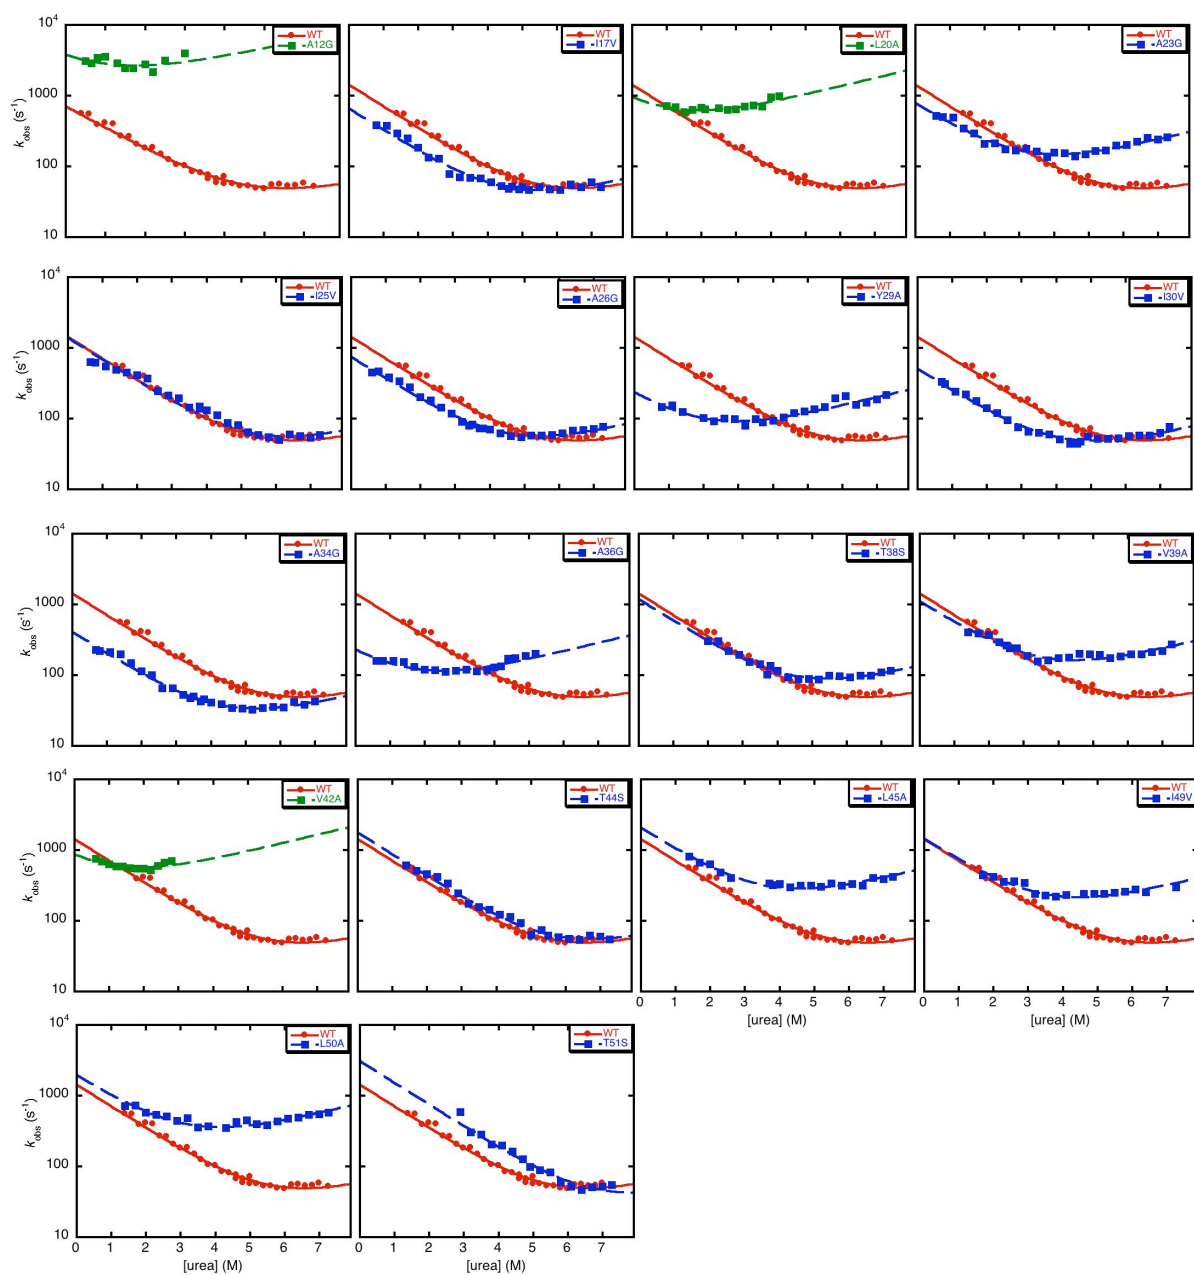 10⁴
1000
100
10
k_obs (s⁻¹)
WT
A12G
WT
I17V
WT
L20A
WT
A23G
10⁴
1000
100
10
k_obs (s⁻¹)
WT
I25V
WT
A26G
WT
Y29A
WT
I30V
10⁴
1000
100
10
k_obs (s⁻¹)
WT
A34G
WT
A36G
WT
T38S
WT
V39A
10⁴
1000
100
10
k_obs (s⁻¹)
WT
V42A
WT
T44S
WT
L45A
WT
I49V
0 1 2 3 4 5 6 7
[urea] (M)
0 1 2 3 4 5 6 7
[urea] (M)
10⁴
1000
100
10
k_obs (s⁻¹)
WT
L50A
WT
T51S
0 1 2 3 4 5 6 7
[urea] (M)
0 1 2 3 4 5 6 7
[urea] (M)